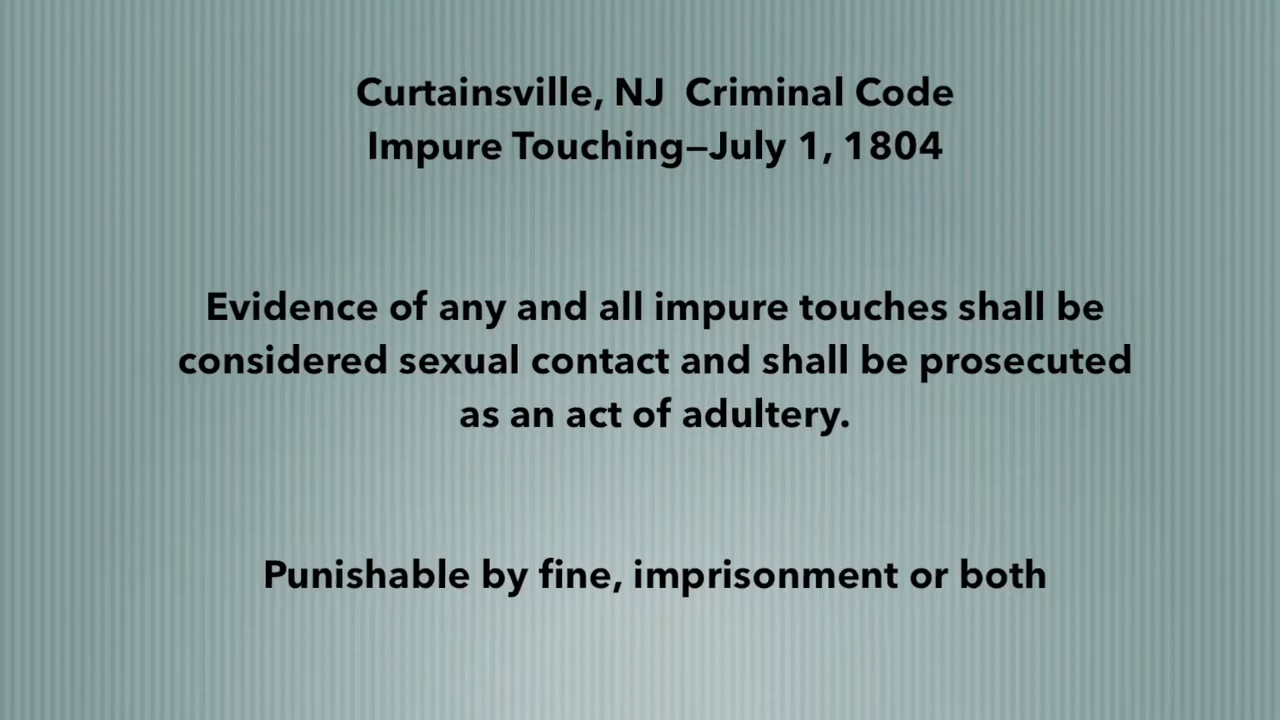 Curtainsville, NJ  Criminal Code
Impure Touching—July 1, 1804
Evidence of any and all impure touches shall be
considered sexual contact and shall be prosecuted
as an act of adultery.
Punishable by fine, imprisonment or both